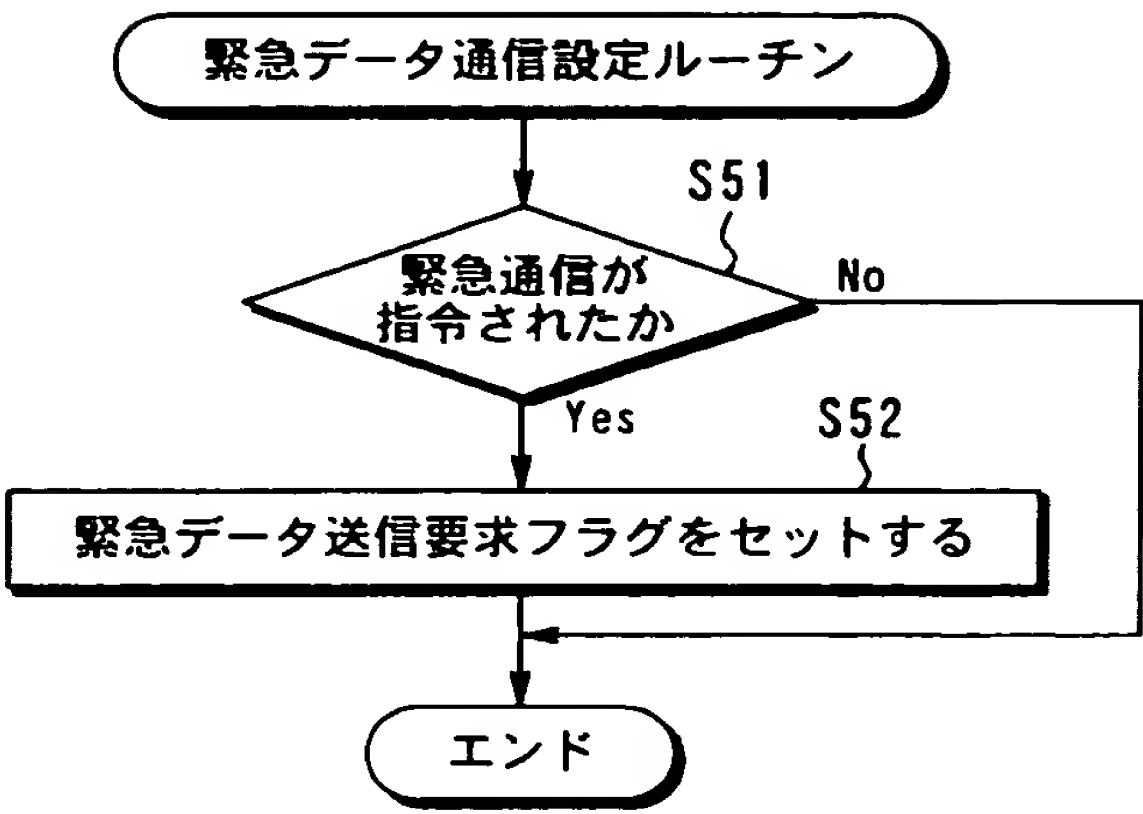 緊急データ通信設定ルーチン
S51
緊急通信が
指令されたか
No
Yes
S52
緊急データ送信要求フラグをセットする
エンド